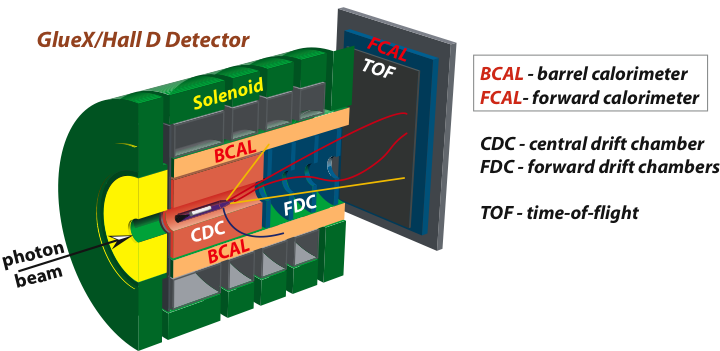 GlueX/Hall D Detector
FCAL
TOF
Solenoid
BCAL
CDC
FDC
BCAL
photon
beam
BCAL - barrel calorimeter
FCAL- forward calorimeter
CDC - central drift chamber
FDC - forward drift chambers
TOF - time-of-flight